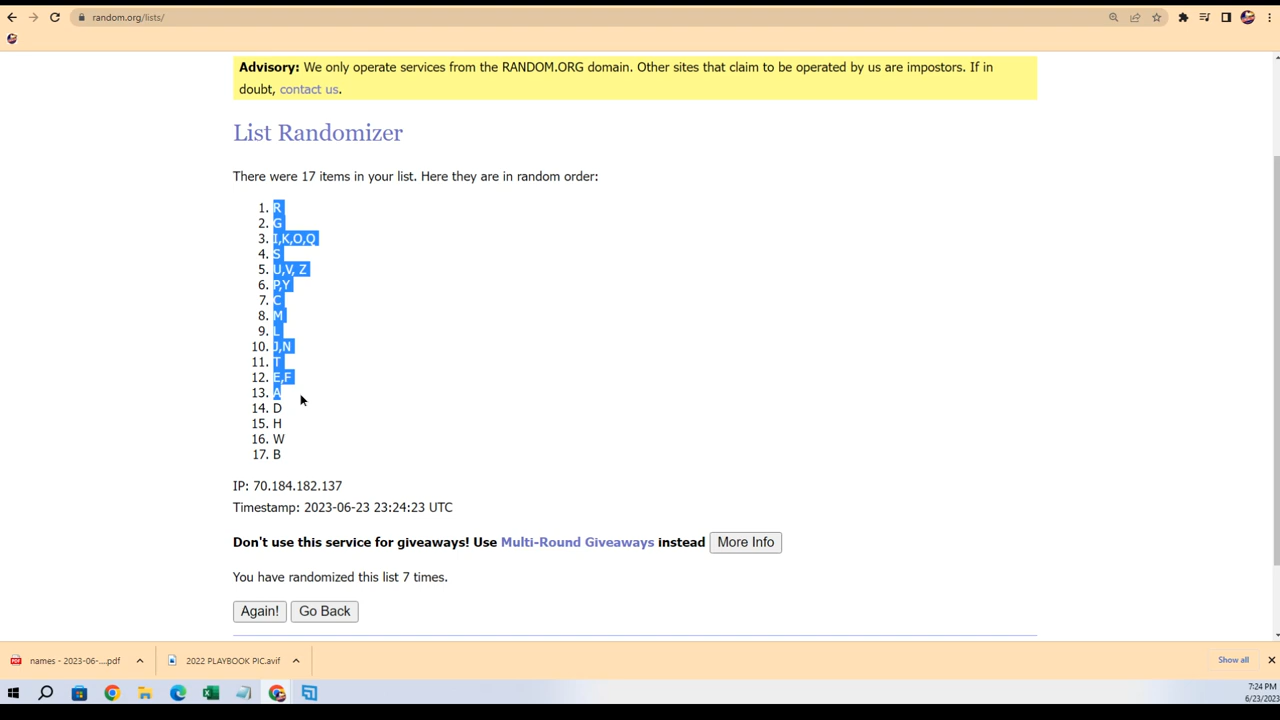 random.org/lists/
Advisory: We only operate services from the RANDOM.ORG domain. Other sites that claim to be operated by us are impostors. If in
doubt, contact us.
List Randomizer
There were 17 items in your list. Here they are in random order:
1. R
2. G
3. I,K,O,Q
4. S
5. U,V, Z
6. P,Y
7. C
8. M
9. L
10. J,N
11. T
12. E,F
13. A
14. D
15. H
16. W
17. B
IP: 70.184.182.137
Timestamp: 2023-06-23 23:24:23 UTC
Don't use this service for giveaways! Use Multi-Round Giveaways instead More Info
You have randomized this list 7 times.
Again! Go Back
names - 2023-06-....pdf 2022 PLAYBOOK PIC.avif Show all
7:24 PM
6/23/2023